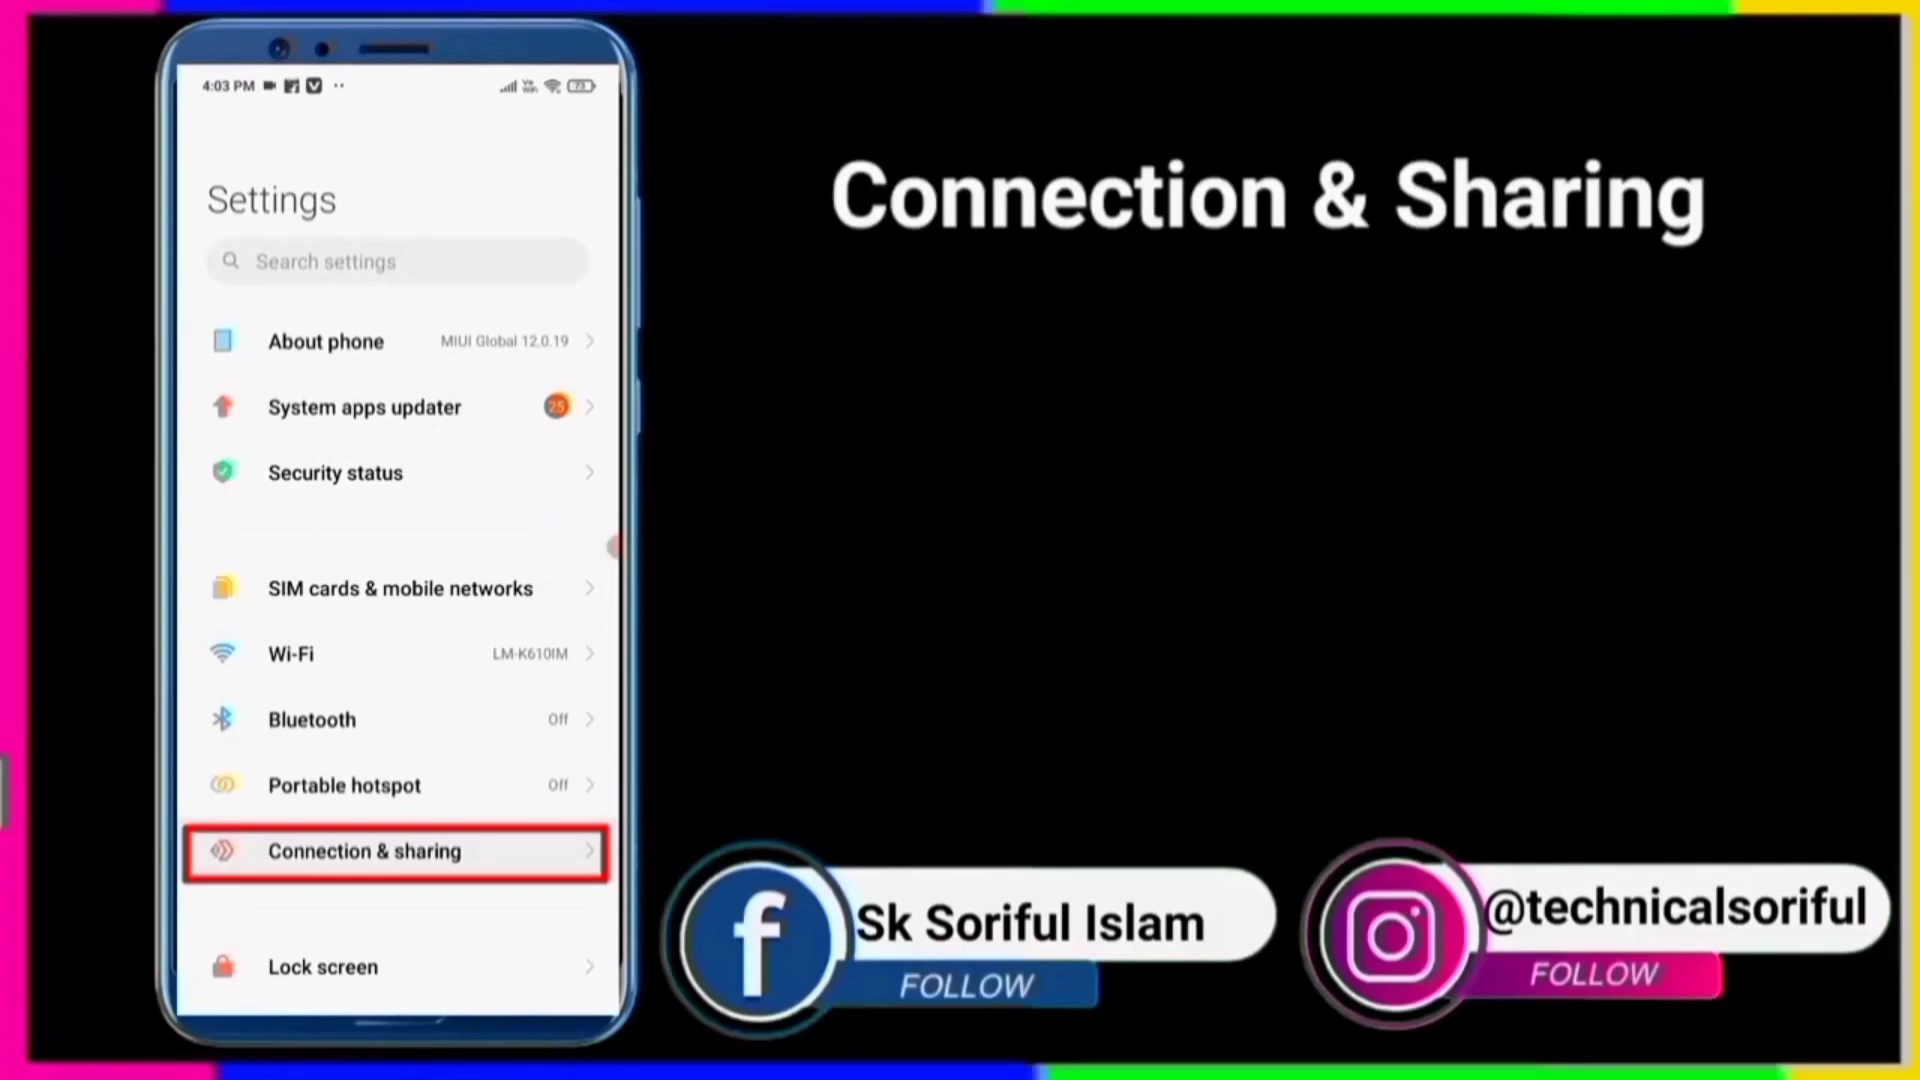 4:03 PM
73
Settings
Search settings
About phone MIUI Global 12.0.19
System apps updater 25
Security status
SIM cards & mobile networks
Wi-Fi LM-K610IM
Bluetooth Off
Portable hotspot Off
Connection & sharing
Lock screen
Connection & Sharing
Sk Soriful Islam
FOLLOW
@technicalsoriful
FOLLOW